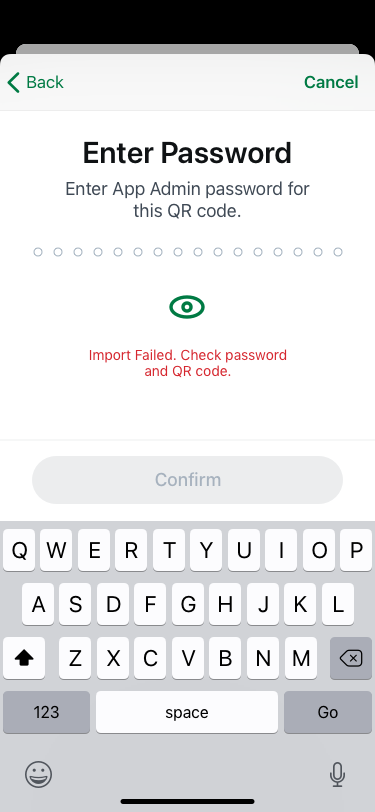 Back
Cancel
Enter Password
Enter App Admin password for
this QR code.
Import Failed. Check password
and QR code.
Confirm
Q W E R T Y U I O P
A S D F G H J K L
Z X C V B N M
123 space Go